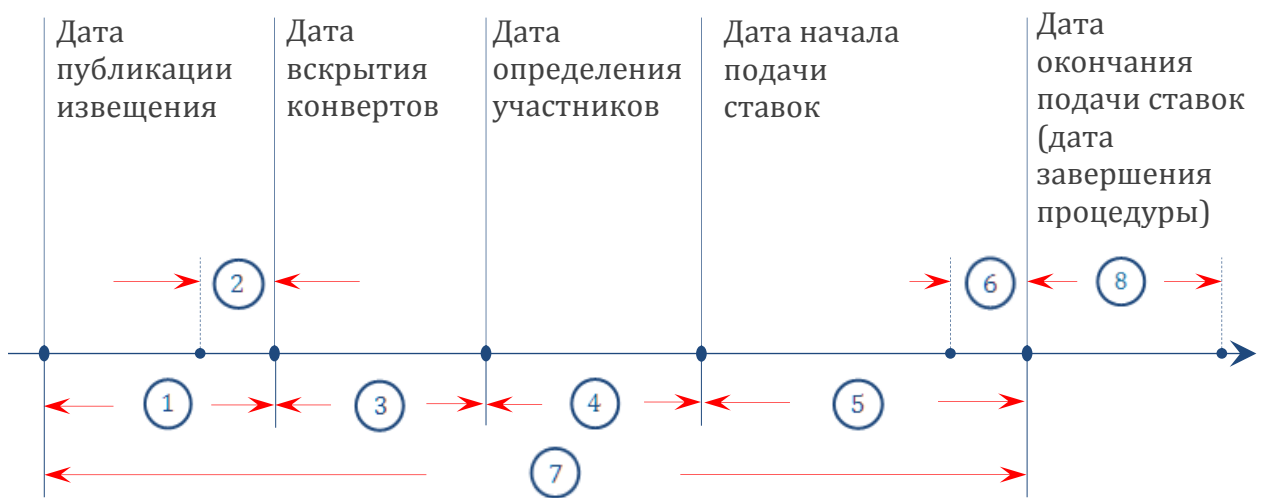 Дата
публикации
извещения
Дата
вскрытия
конвертов
Дата
определения
участников
Дата начала
подачи
ставок
Дата
окончания
подачи ставок
(дата
завершения
процедуры)
2
6
8
1
3
4
5
7